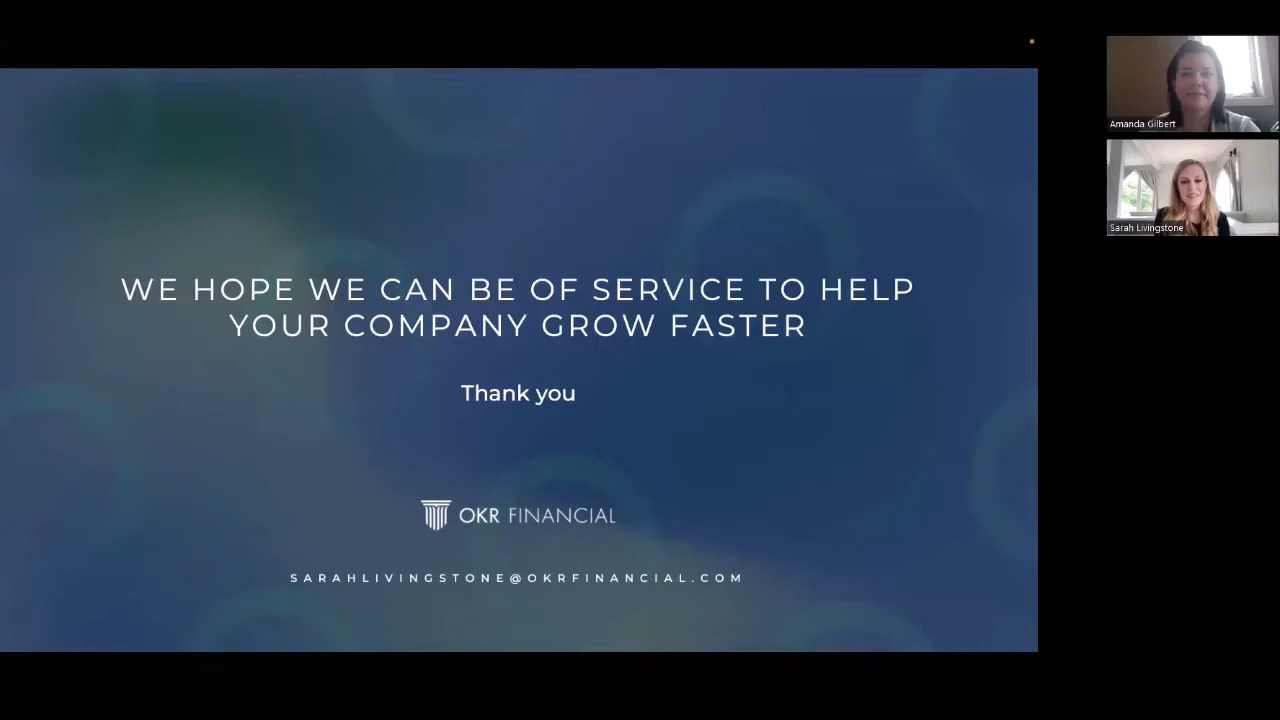 WE HOPE WE CAN BE OF SERVICE TO HELP
YOUR COMPANY GROW FASTER
Thank you
OKR FINANCIAL
SARAHLIVINGSTONE@OKRFINANCIAL.COM
Amanda Gilbert
Sarah Livingstone